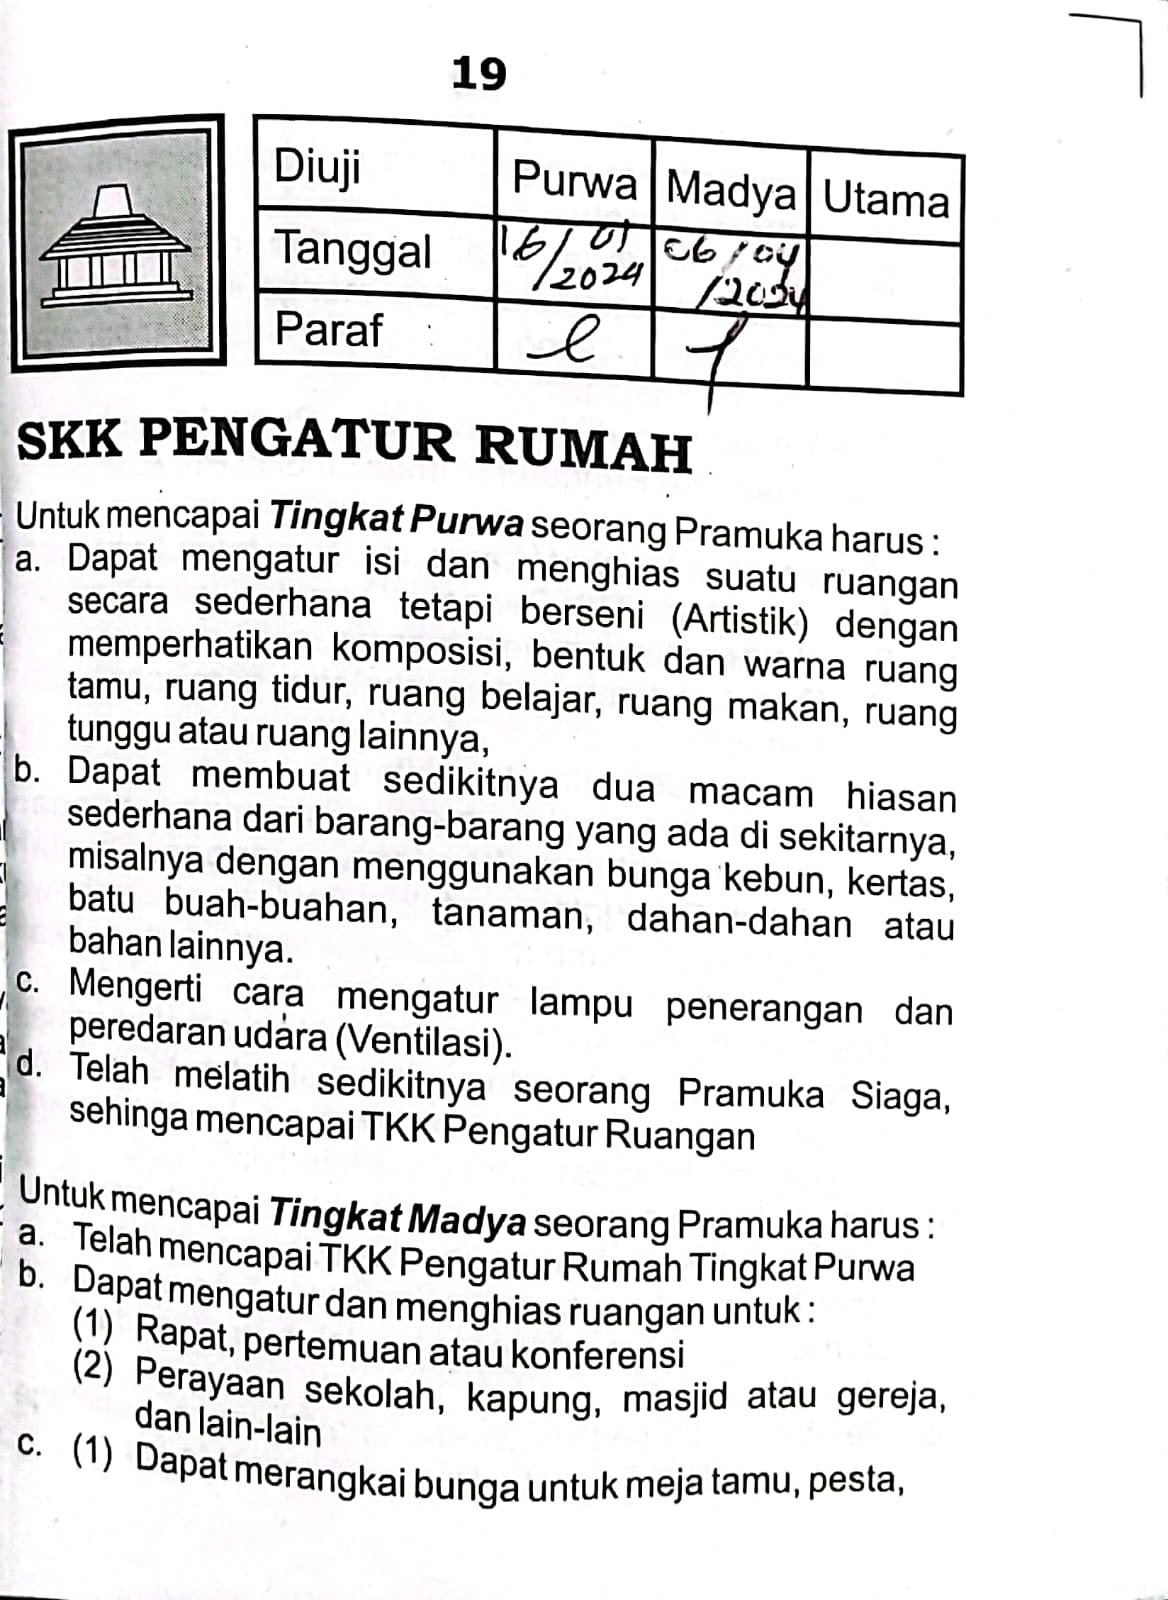 19
Diuji Purwa Madya Utama
Tanggal 16/01/2024 06/04/2024
Paraf :
SKK PENGATUR RUMAH
Untuk mencapai Tingkat Purwa seorang Pramuka harus :
a. Dapat mengatur isi dan menghias suatu ruangan
secara sederhana tetapi berseni (Artistik) dengan
memperhatikan komposisi, bentuk dan warna ruang
tamu, ruang tidur, ruang belajar, ruang makan, ruang
tunggu atau ruang lainnya,
b. Dapat membuat sedikitnya dua macam hiasan
sederhana dari barang-barang yang ada di sekitarnya,
misalnya dengan menggunakan bunga kebun, kertas,
batu buah-buahan, tanaman, dahan-dahan atau
bahan lainnya.
c. Mengerti cara mengatur lampu penerangan dan
peredaran udara (Ventilasi).
d. Telah melatih sedikitnya seorang Pramuka Siaga,
sehinga mencapai TKK Pengatur Ruangan
Untuk mencapai Tingkat Madya seorang Pramuka harus :
a. Telah mencapai TKK Pengatur Rumah Tingkat Purwa
b. Dapat mengatur dan menghias ruangan untuk :
(1) Rapat, pertemuan atau konferensi
(2) Perayaan sekolah, kapung, masjid atau gereja,
dan lain-lain
c. (1) Dapat merangkai bunga untuk meja tamu, pesta,